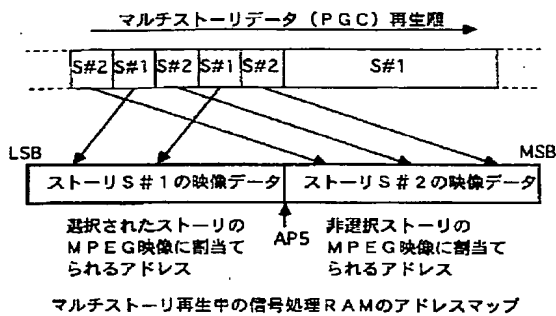 マルチストーリデータ(PGC)再生順
S#2 S#1 S#2 S#1 S#2 S#1
LSB MSB
ストーリS#1の映像データ ストーリS#2の映像データ
選択されたストーリの
MPEG映像に割当て
られるアドレス
AP5
非選択ストーリの
MPEG映像に割当て
られるアドレス
マルチストーリ再生中の信号処理RAMのアドレスマップ